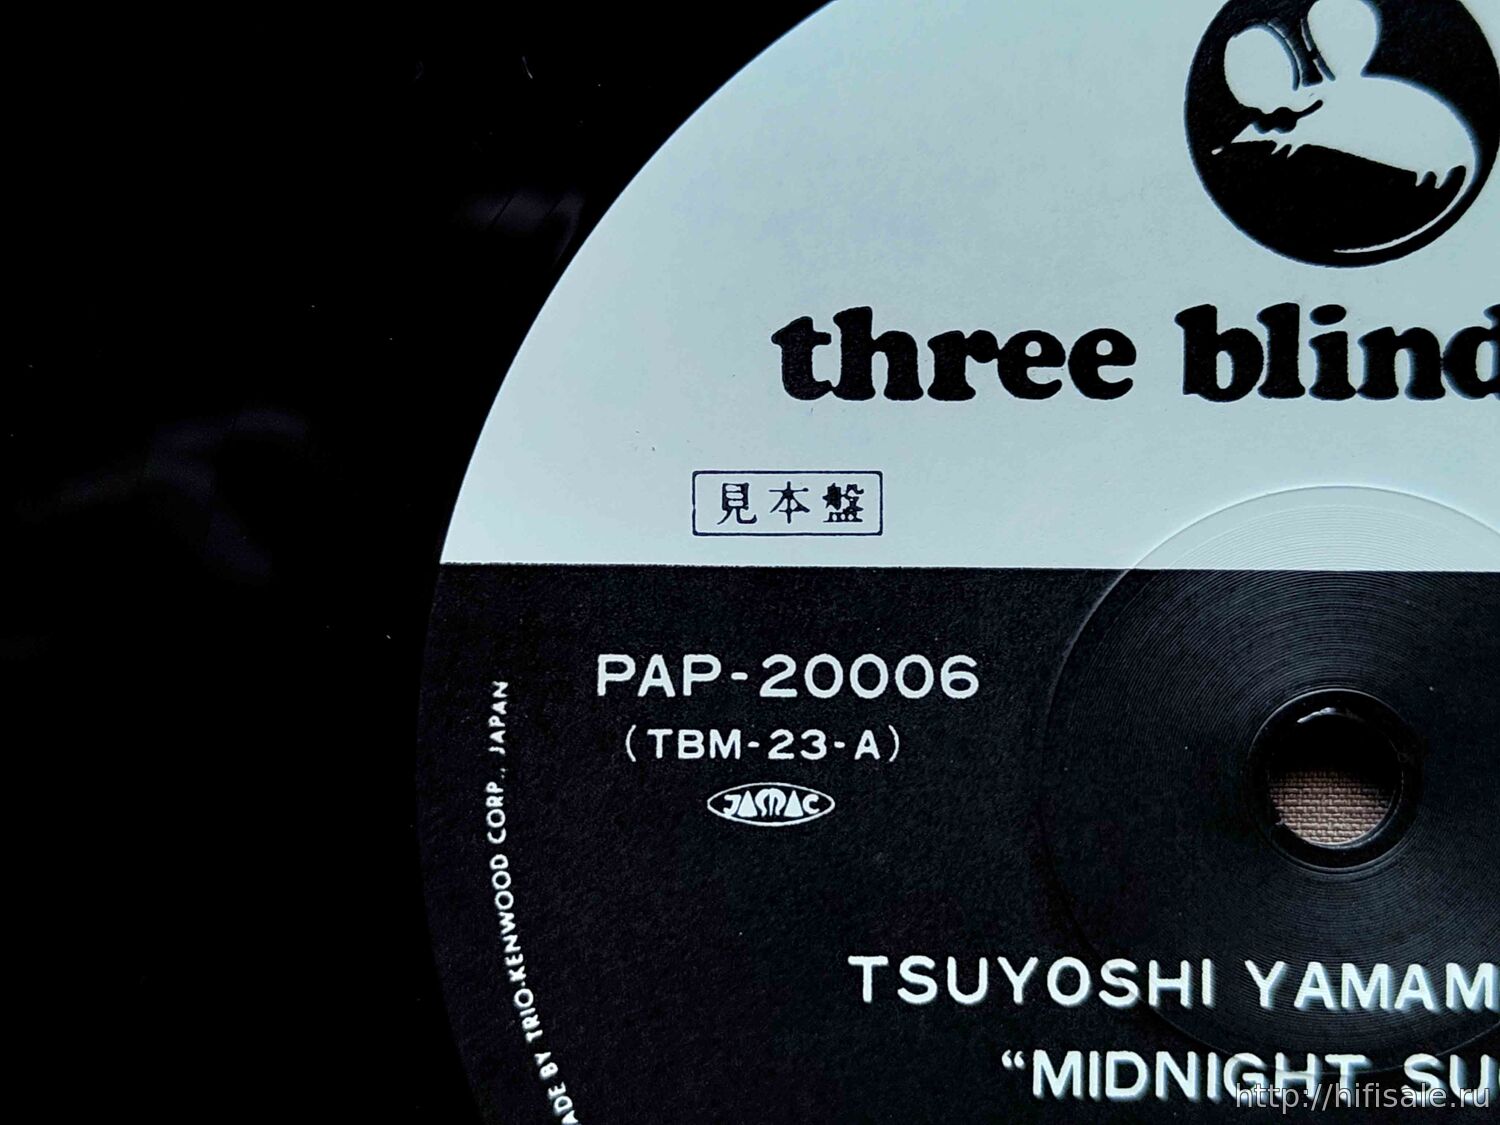 three blind
見本盤
PAP-20006
(TBM-23-A)
JASRAC
ADE BY TRIO-KENWOOD CORP., JAPAN
TSUYOSHI YAMAM
“MIDNIGHT SU
http://hifisale.ru